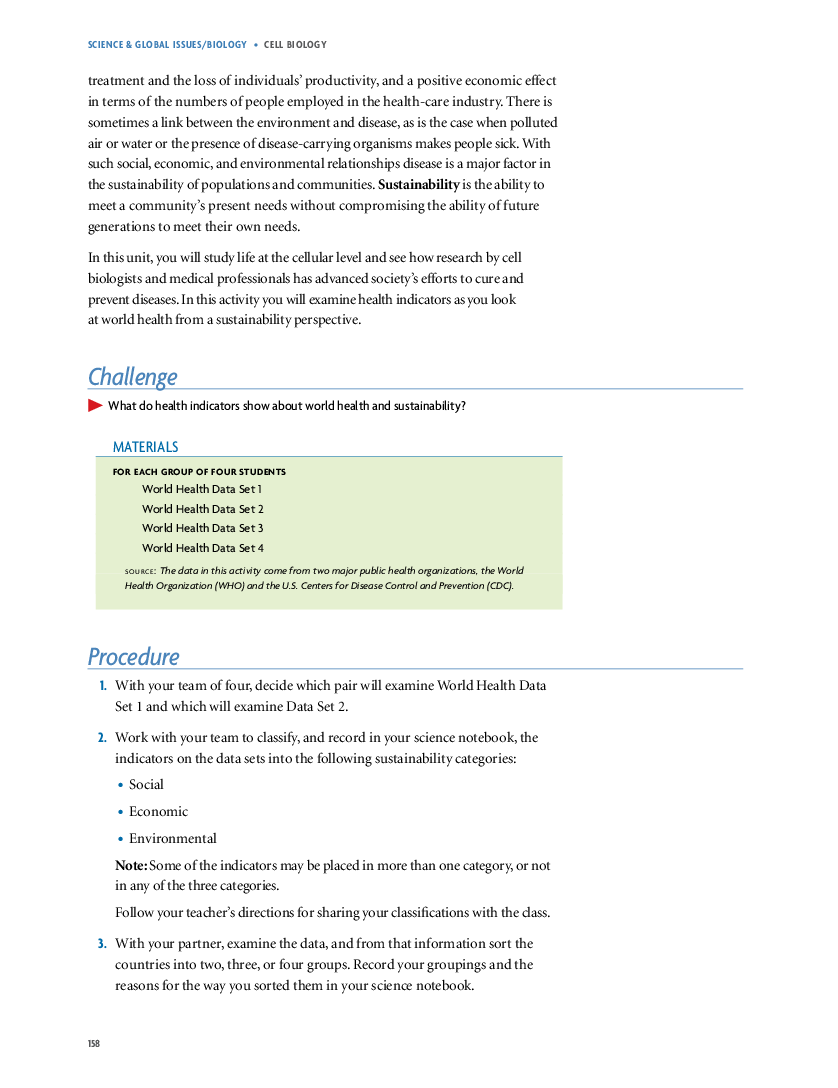 SCIENCE & GLOBAL ISSUES/BIOLOGY • CELL BIOLOGY
treatment and the loss of individuals' productivity, and a positive economic effect
in terms of the numbers of people employed in the health-care industry. There is
sometimes a link between the environment and disease, as is the case when polluted
air or water or the presence of disease-carrying organisms makes people sick. With
such social, economic, and environmental relationships disease is a major factor in
the sustainability of populations and communities. Sustainability is the ability to
meet a community's present needs without compromising the ability of future
generations to meet their own needs.
In this unit, you will study life at the cellular level and see how research by cell
biologists and medical professionals has advanced society's efforts to cure and
prevent diseases. In this activity you will examine health indicators as you look
at world health from a sustainability perspective.
Challenge
What do health indicators show about world health and sustainability?
MATERIALS
FOR EACH GROUP OF FOUR STUDENTS
World Health Data Set 1
World Health Data Set 2
World Health Data Set 3
World Health Data Set 4
SOURCE: The data in this activity come from two major public health organizations, the World
Health Organization (WHO) and the U.S. Centers for Disease Control and Prevention (CDC).
Procedure
1. With your team of four, decide which pair will examine World Health Data
Set 1 and which will examine Data Set 2.
2. Work with your team to classify, and record in your science notebook, the
indicators on the data sets into the following sustainability categories:
• Social
• Economic
• Environmental
Note: Some of the indicators may be placed in more than one category, or not
in any of the three categories.
Follow your teacher's directions for sharing your classifications with the class.
3. With your partner, examine the data, and from that information sort the
countries into two, three, or four groups. Record your groupings and the
reasons for the way you sorted them in your science notebook.
158